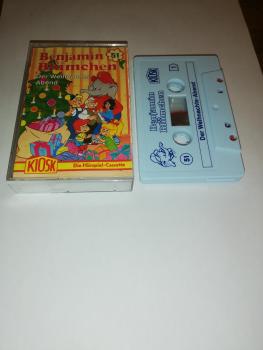 Benjamin
Blümchen
51
Der Weihnachts-
Abend
KIOSK
Die Hörspiel-Cassette
Benjamin
Blümchen
KIOSK
51
Der Weihnachts-Abend